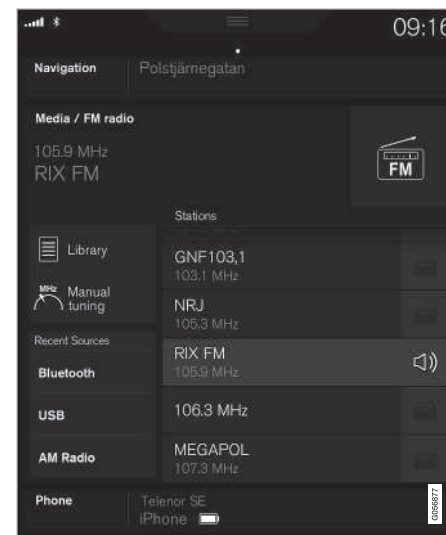 09:16
Navigation
Polstjärnegatan
Media / FM radio
105.9 MHz
RIX FM
FM
Stations
Library
MHz
Manual
tuning
Recent Sources
Bluetooth
USB
AM Radio
GNF103,1
103.1 MHz
NRJ
105.3 MHz
RIX FM
105.9 MHz
106.3 MHz
MEGAPOL
107.3 MHz
Phone
Telenor SE
iPhone
G056877